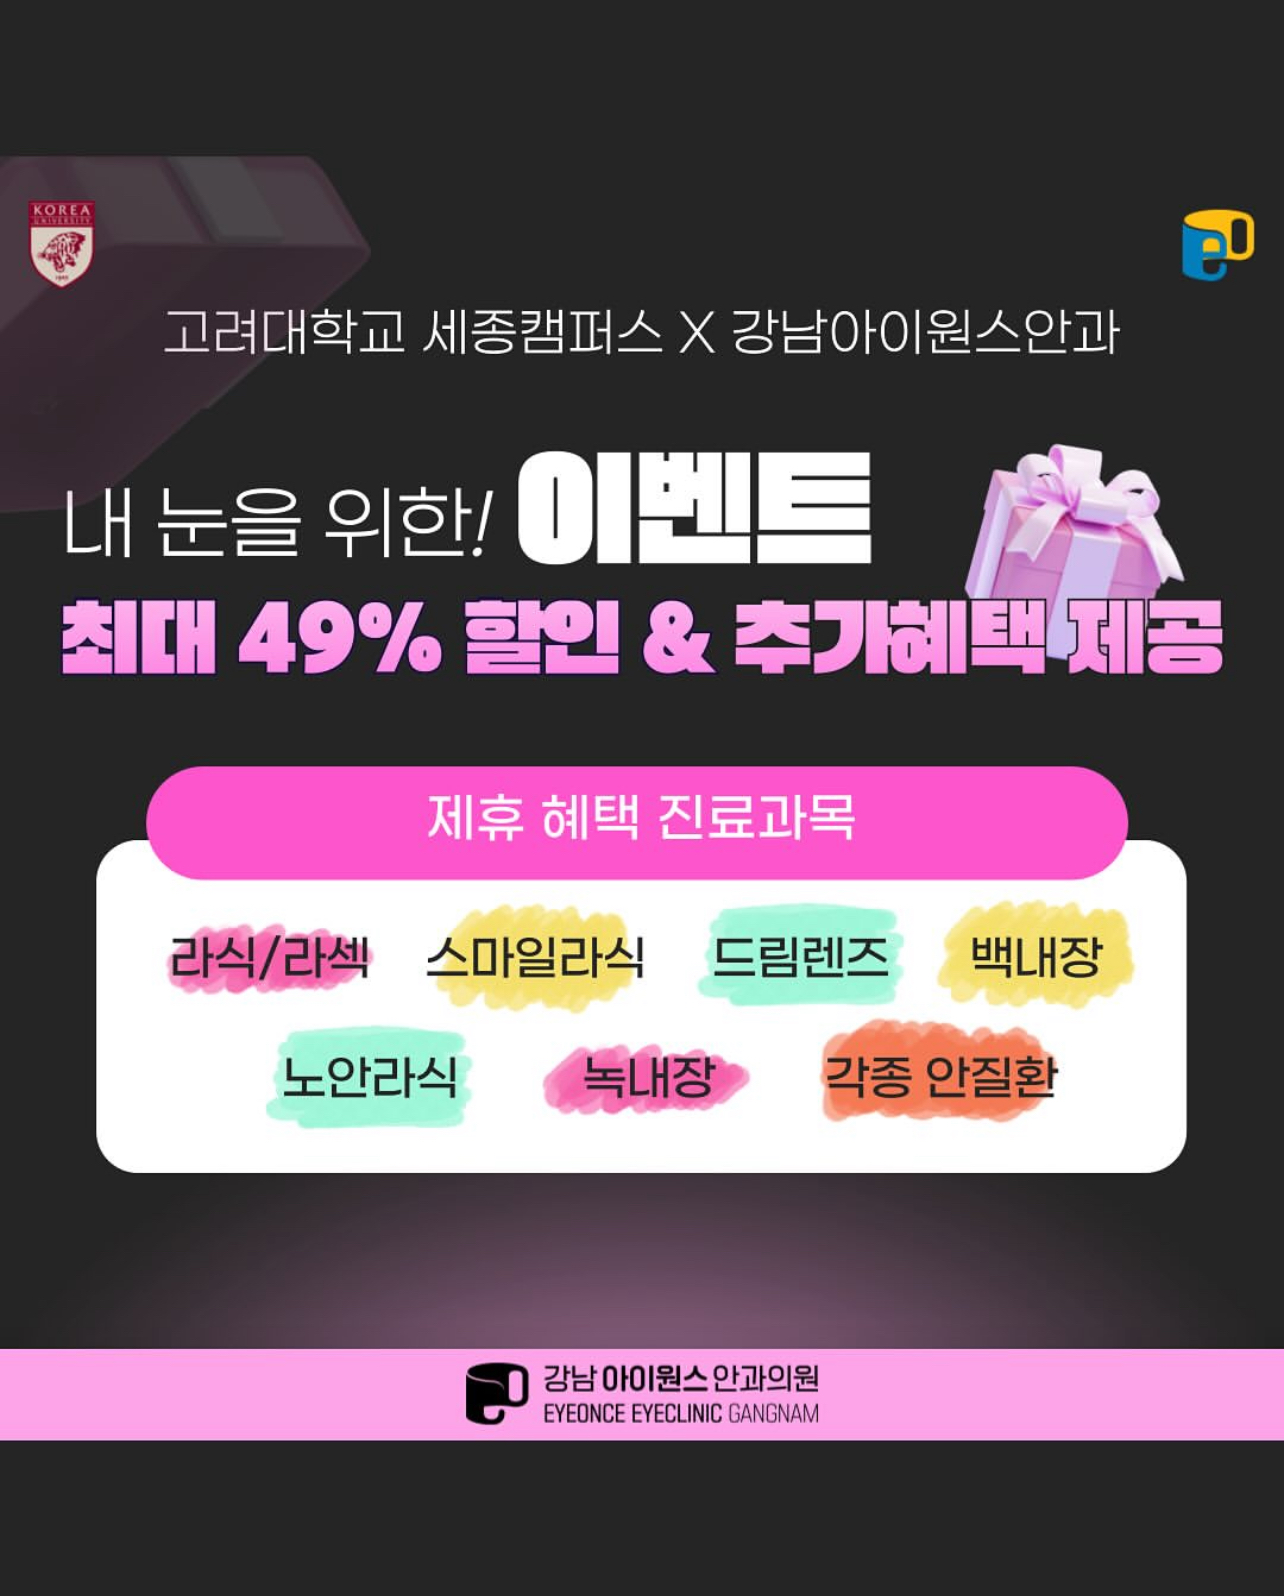 KOREA
UNIVERSITY
1905
고려대학교 세종캠퍼스 X 강남아이원스안과
내 눈을 위한! 이벤트
최대 49% 할인 & 추가혜택 제공
제휴 혜택 진료과목
라식/라섹 스마일라식 드림렌즈 백내장
노안라식 녹내장 각종 안질환
강남 아이원스 안과의원
EYEONCE EYECLINIC GANGNAM